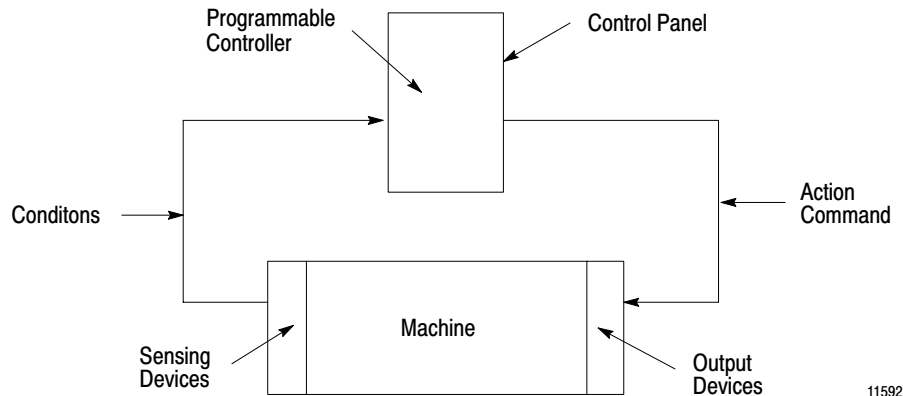 Programmable
Controller
Control Panel
Conditons
Action
Command
Machine
Sensing
Devices
Output
Devices
11592